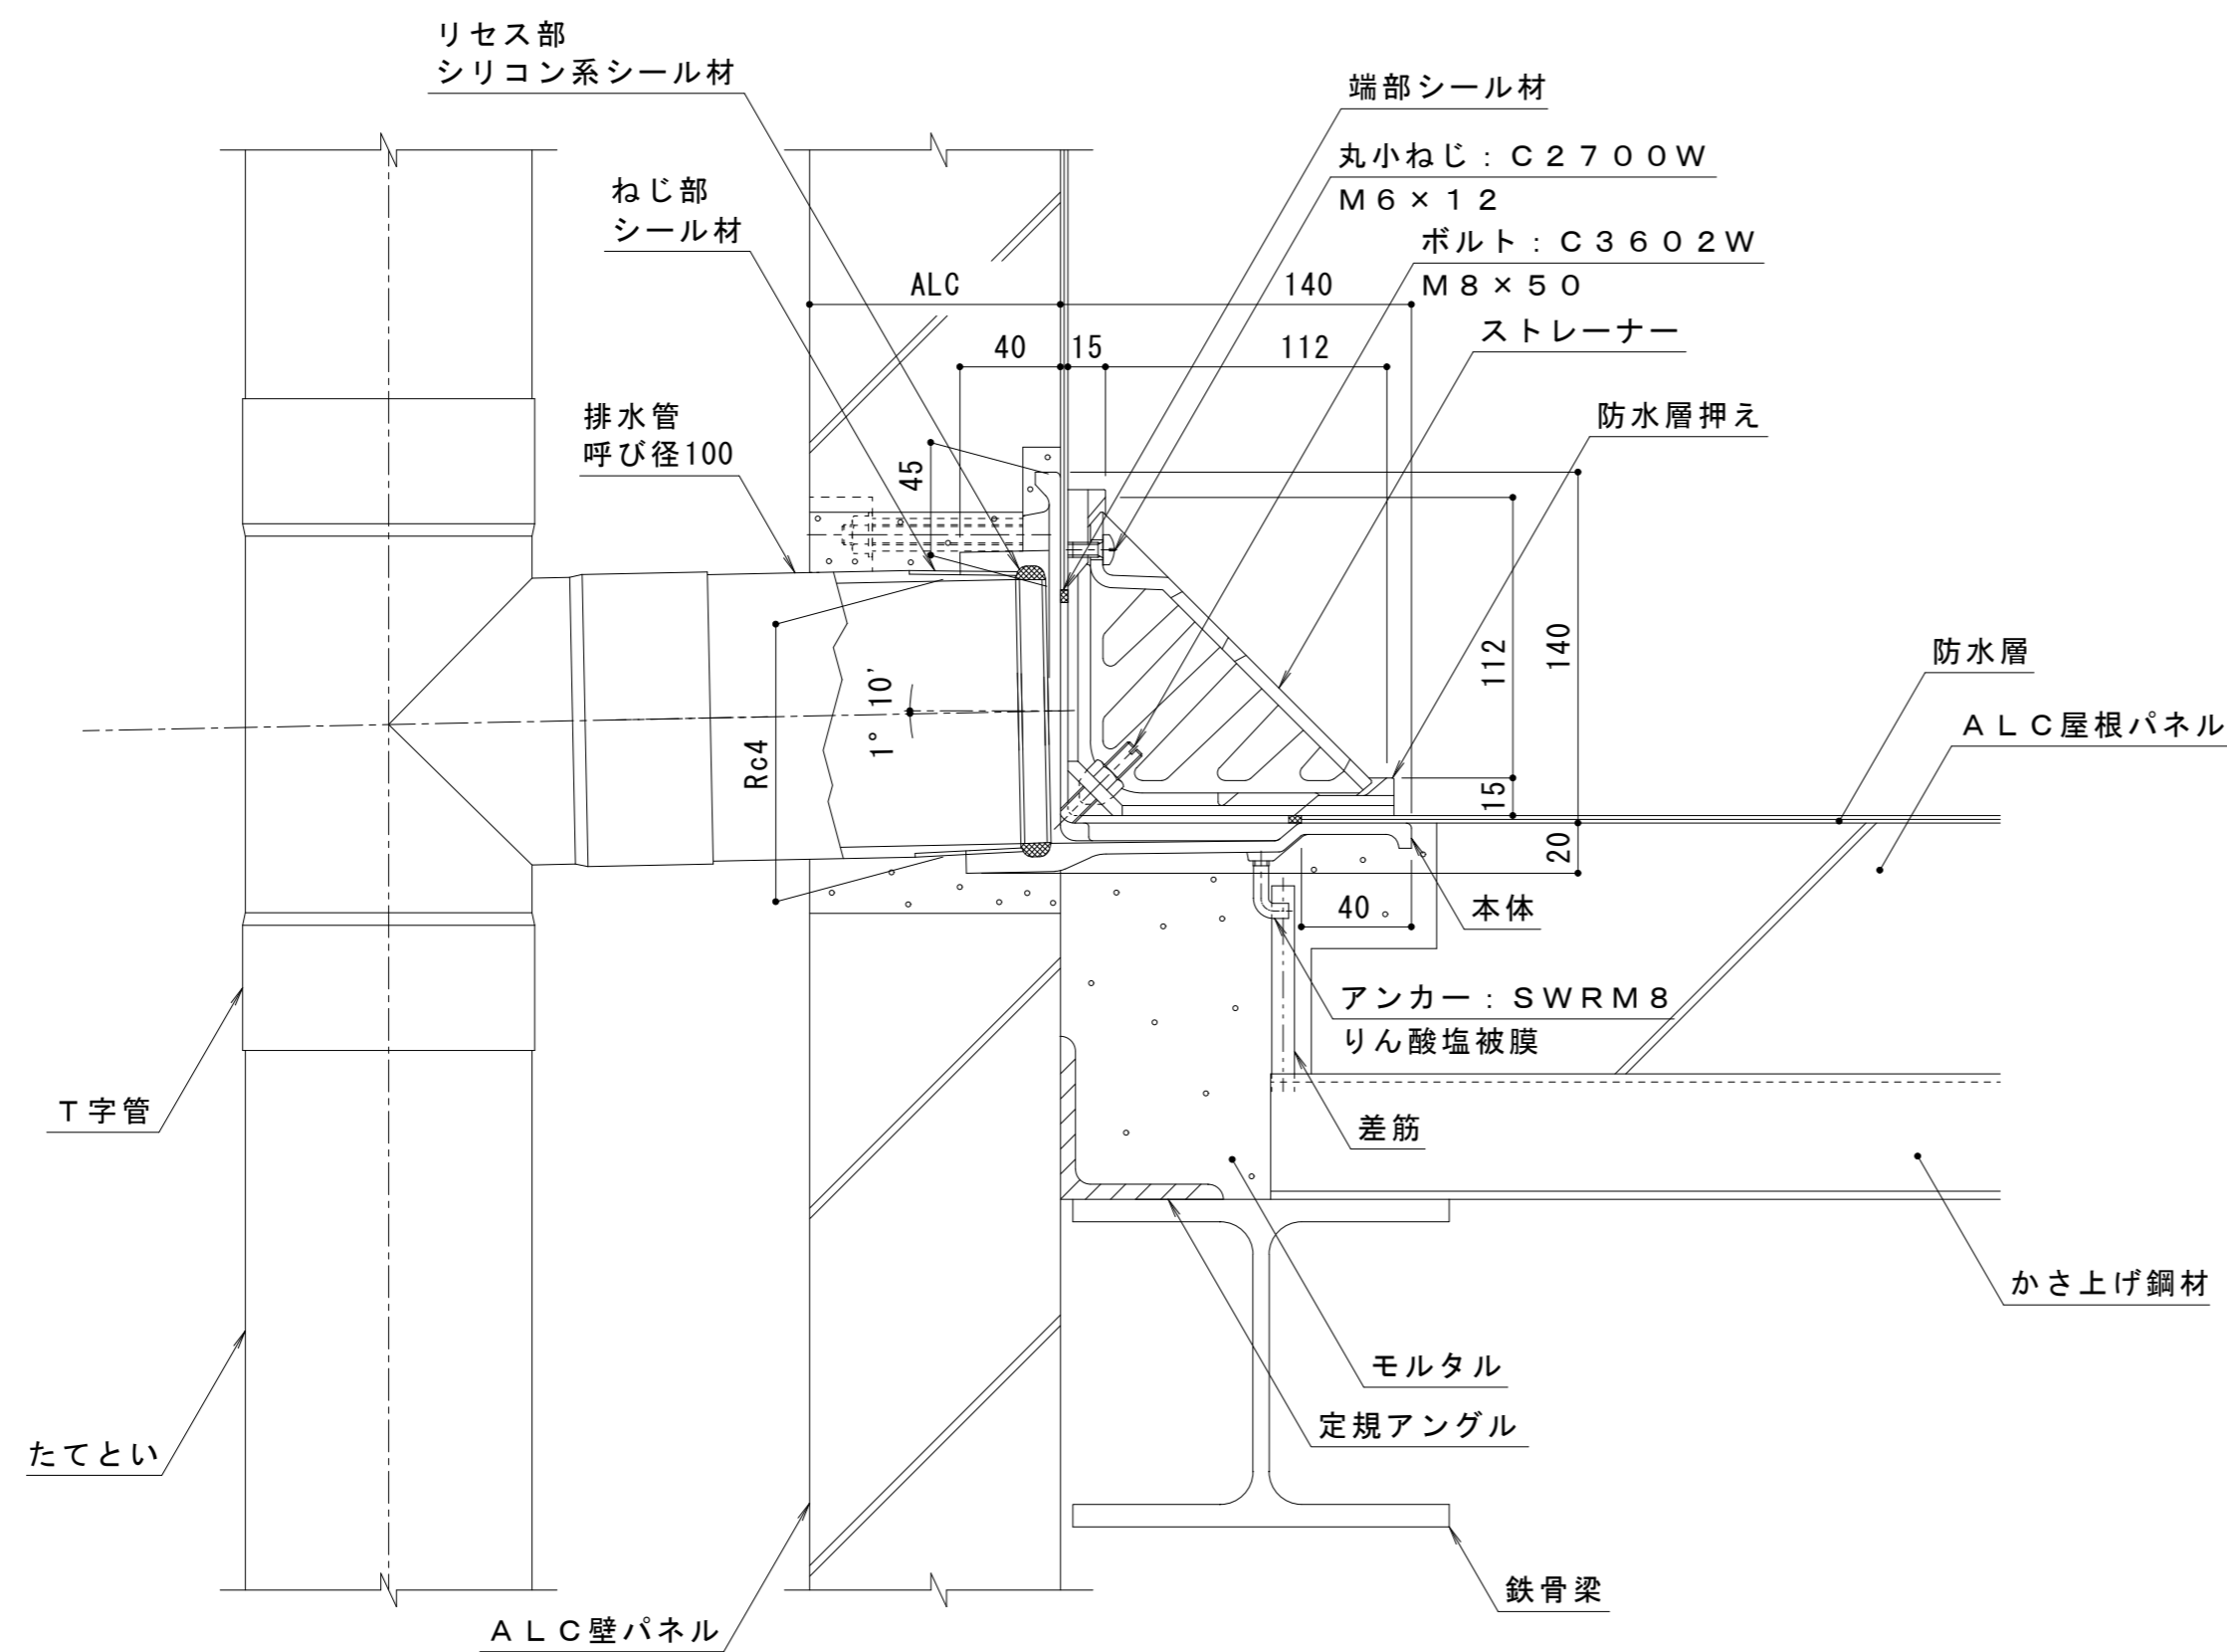 リセス部
シリコン系シール材
端部シール材
丸小ねじ：Ｃ２７００Ｗ
Ｍ６×１２
ねじ部
シール材
ボルト：Ｃ３６０２Ｗ
Ｍ８×５０
ALC
140
ストレーナー
40
15
112
排水管
呼び径100
防水層押え
45
112
140
防水層
1°10'
ＡＬＣ屋根パネル
Rc4
15
20
40
本体
アンカー：ＳＷＲＭ８
りん酸塩被膜
Ｔ字管
差筋
かさ上げ鋼材
モルタル
定規アングル
たてとい
鉄骨梁
ＡＬＣ壁パネル